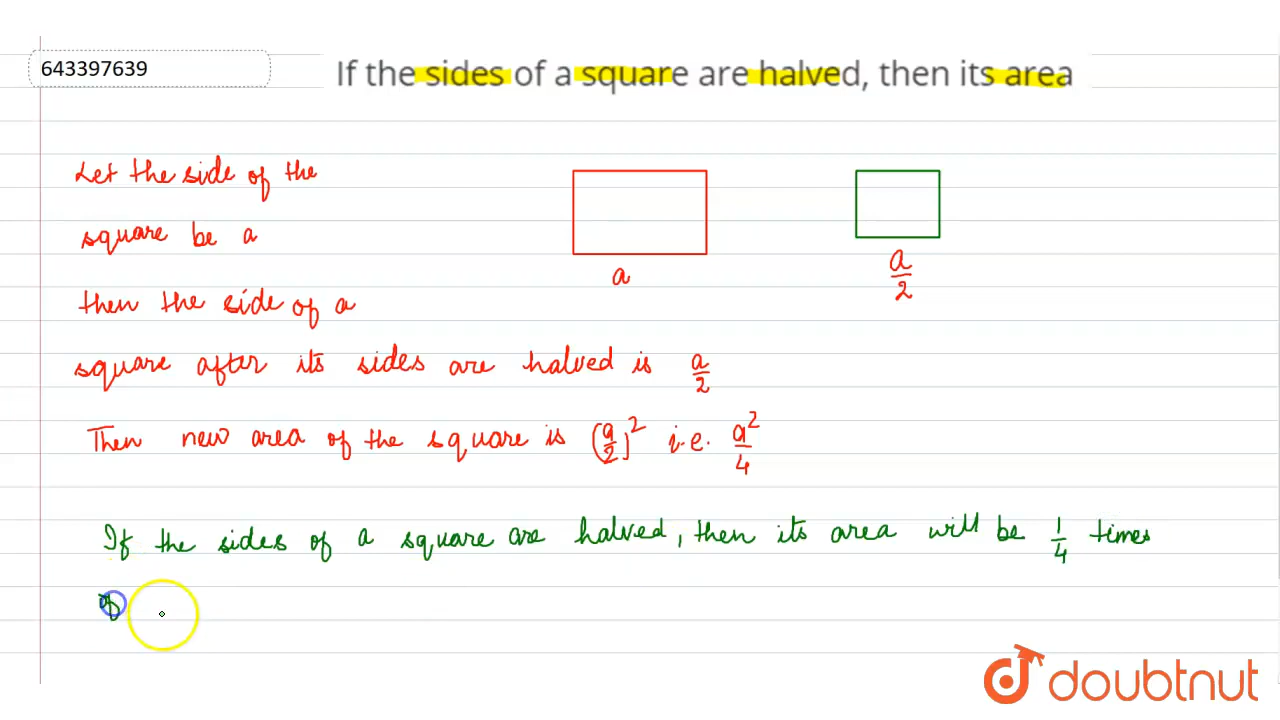 643397639
If the sides of a square are halved, then its area
Let the side of the
square be a
a
a/2
then the side of a
square after its sides are halved is a/2
Then new area of the square is (a/2)² i.e. a²/4
If the sides of a square are halved, then its area will be 1/4 times
doubtnut